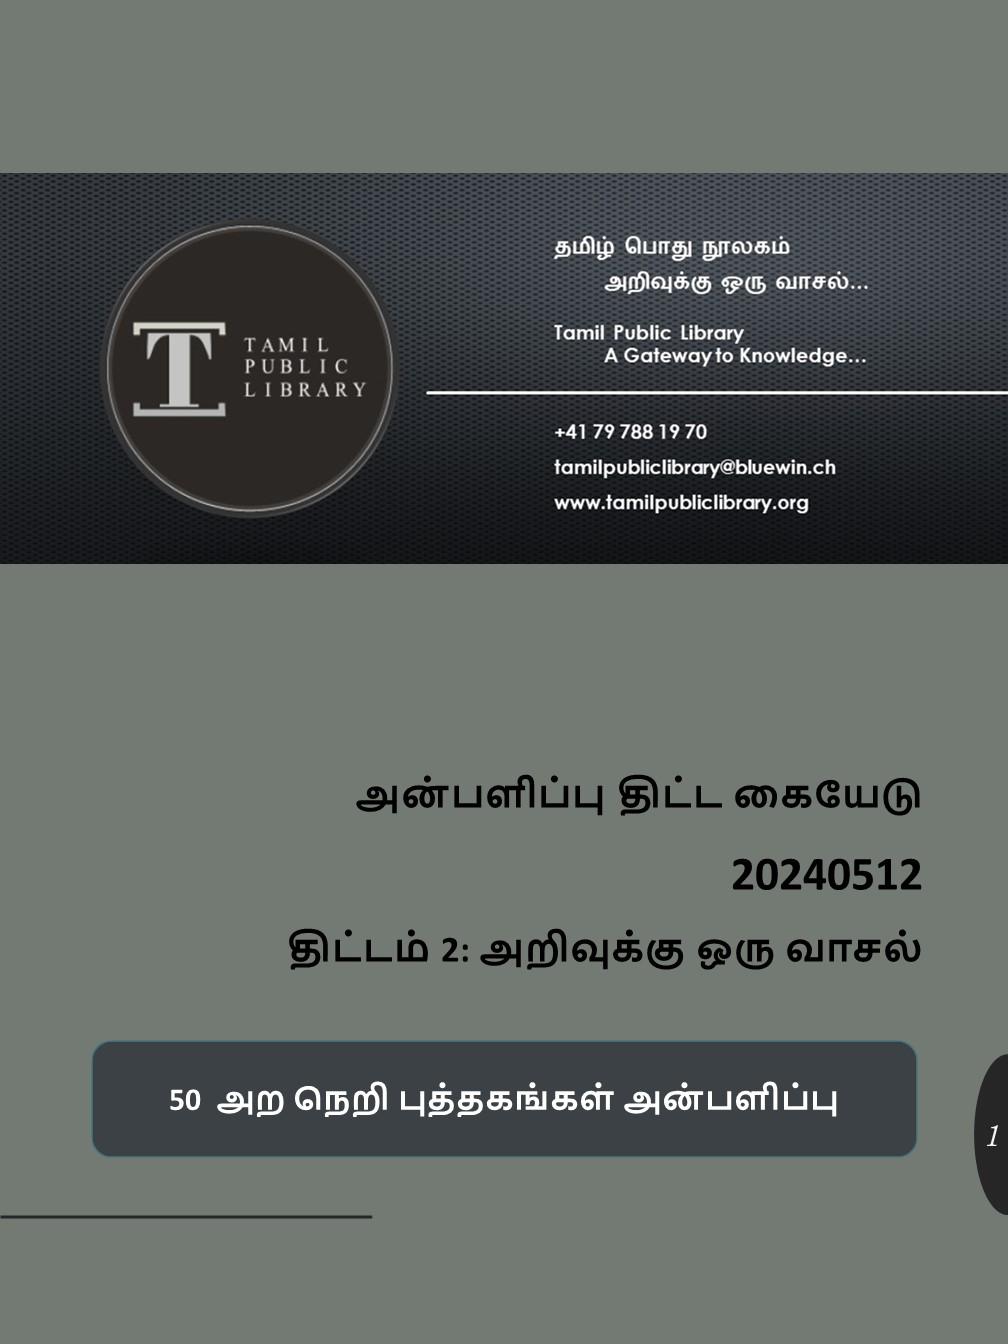 TAMIL
PUBLIC
LIBRARY
தமிழ் பொது நூலகம்
அறிவுக்கு ஒரு வாசல்...
Tamil Public Library
A Gateway to Knowledge...
+41 79 788 19 70
tamilpubliclibrary@bluewin.ch
www.tamilpubliclibrary.org
அன்பளிப்பு திட்ட கையேடு
20240512
திட்டம் 2: அறிவுக்கு ஒரு வாசல்
50 அற நெறி புத்தகங்கள் அன்பளிப்பு
1